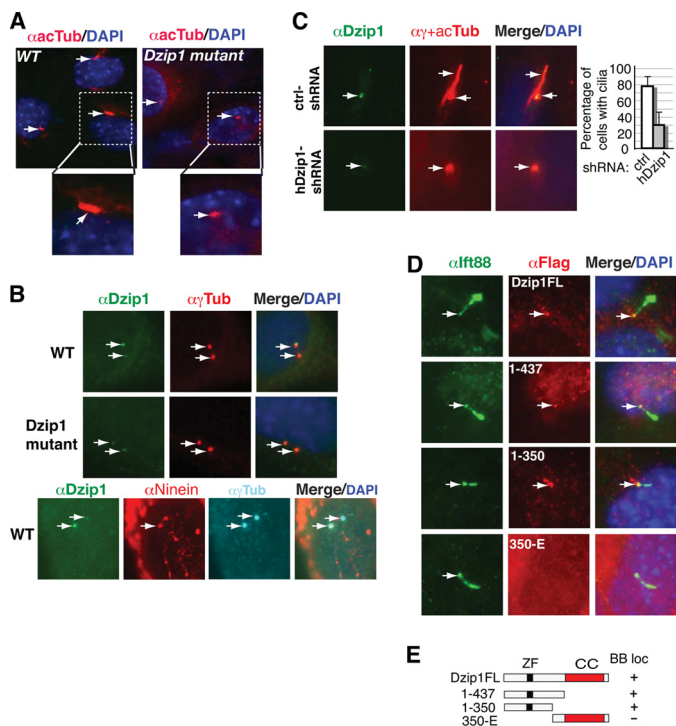 A
αacTub/DAPI αacTub/DAPI
WT Dzip1 mutant
B
αDzip1 αγTub Merge/DAPI
WT
Dzip1
mutant
αDzip1 αNinein αγTub Merge/DAPI
WT
C
αDzip1 αγ+acTub Merge/DAPI
ctrl-
shRNA
hDzip1-
shRNA
Percentage of
cells with cilia
100
80
60
40
20
0
shRNA: ctrl hDzip1
D
αIft88 αFlag Merge/DAPI
Dzip1FL
1-437
1-350
350-E
E
ZF CC BB loc
Dzip1FL +
1-437 +
1-350 +
350-E –